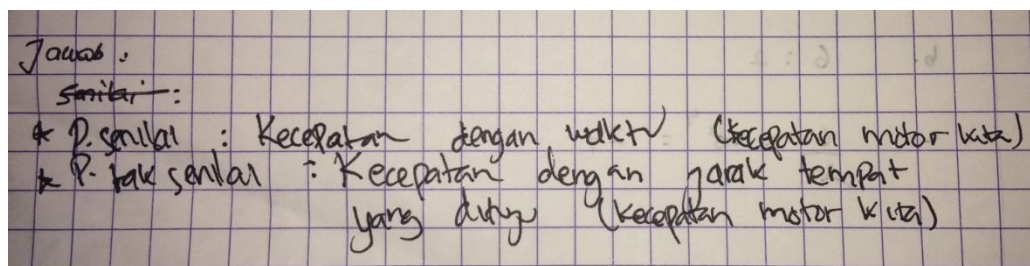 Jawab :
senilai :
* P. senilai : Kecepatan dengan waktu (kecepatan motor kita)
* P. tak senilai : Kecepatan dengan jarak tempat
yang dituju (kecepatan motor kita)